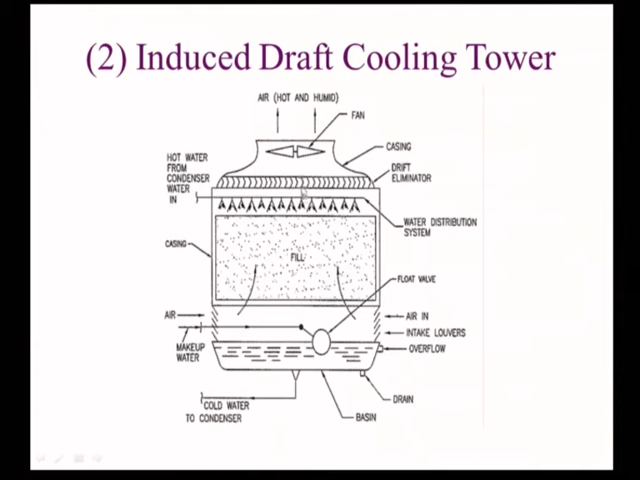 (2) Induced Draft Cooling Tower
AIR (HOT AND HUMID)
FAN
HOT WATER
FROM
CONDENSER
WATER
IN
CASING
DRIFT
ELIMINATOR
WATER DISTRIBUTION
SYSTEM
CASING
FILL
FLOAT VALVE
AIR
AIR IN
INTAKE LOUVERS
MAKEUP
WATER
OVERFLOW
DRAIN
COLD WATER
TO CONDENSER
BASIN